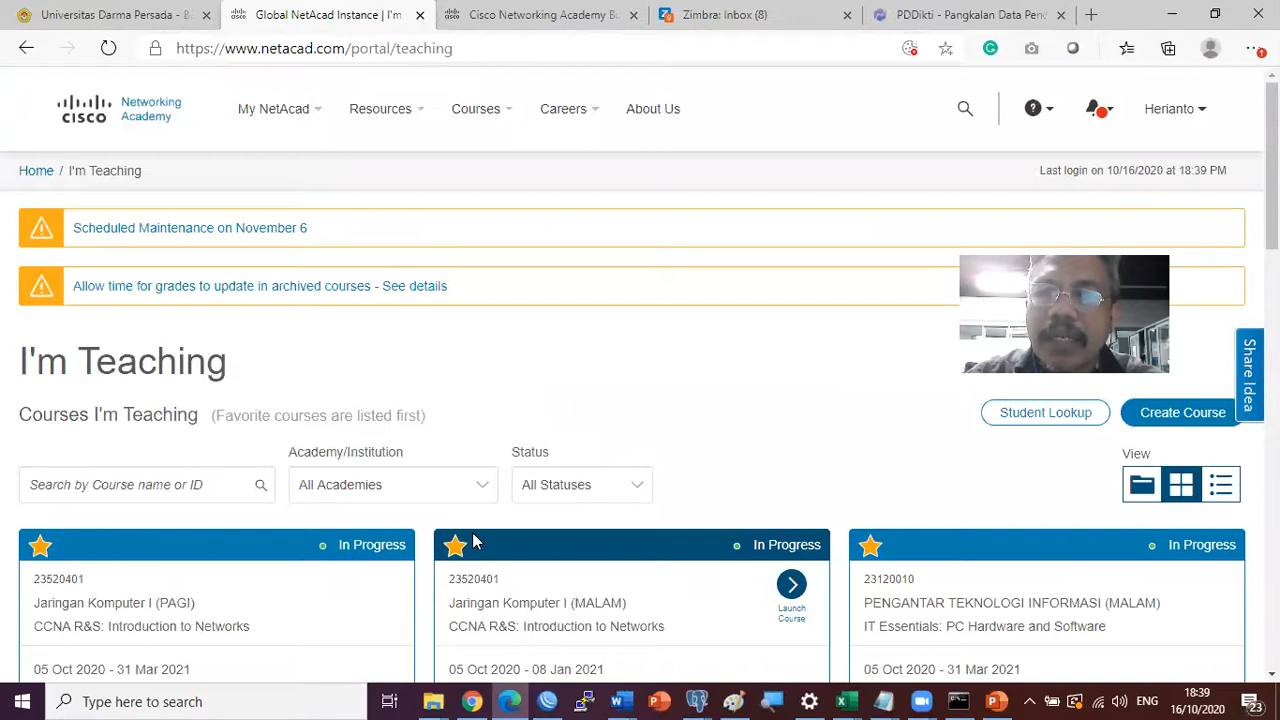 Universitas Darma Persada - B
Global NetAcad Instance | I'm
Cisco Networking Academy Bu
Zimbra: Inbox (8)
PDDikti - Pangkalan Data Pen
https://www.netacad.com/portal/teaching
cisco Networking Academy
My NetAcad
Resources
Courses
Careers
About Us
Herianto
Home / I'm Teaching
Last login on 10/16/2020 at 18:39 PM
Scheduled Maintenance on November 6
Allow time for grades to update in archived courses - See details
I'm Teaching
Share Idea
Courses I'm Teaching (Favorite courses are listed first)
Student Lookup
Create Course
Academy/Institution
Status
View
Search by Course name or ID
All Academies
All Statuses
In Progress
23520401
Jaringan Komputer I (PAGI)
CCNA R&S: Introduction to Networks
05 Oct 2020 - 31 Mar 2021
In Progress
23520401
Jaringan Komputer I (MALAM)
CCNA R&S: Introduction to Networks
Launch
Course
05 Oct 2020 - 08 Jan 2021
In Progress
23120010
PENGANTAR TEKNOLOGI INFORMASI (MALAM)
IT Essentials: PC Hardware and Software
05 Oct 2020 - 31 Mar 2021
Type here to search
ENG
18:39
16/10/2020
23